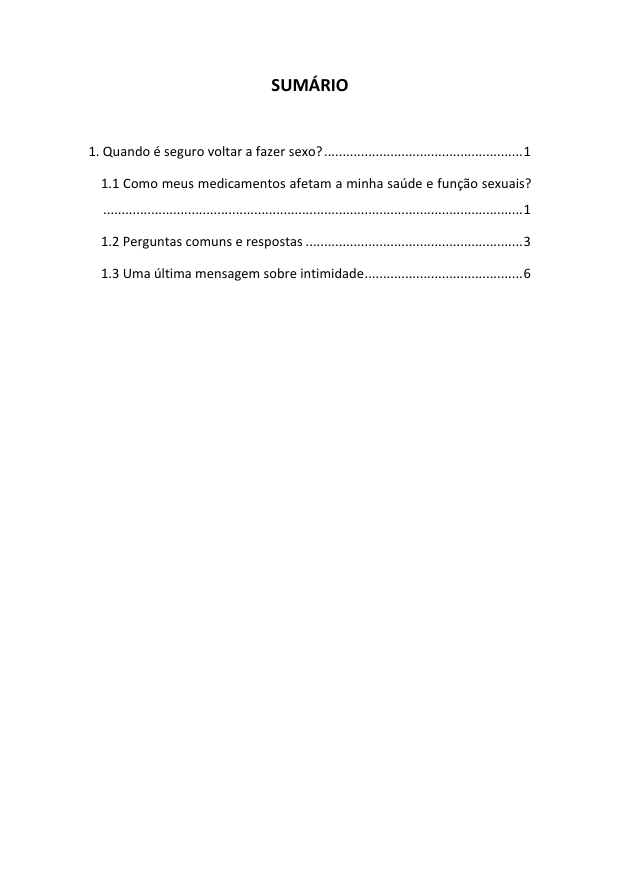 SUMÁRIO
1. Quando é seguro voltar a fazer sexo?.....................................................1
1.1 Como meus medicamentos afetam a minha saúde e função sexuais?
.................................................................................................................1
1.2 Perguntas comuns e respostas ..........................................................3
1.3 Uma última mensagem sobre intimidade..........................................6